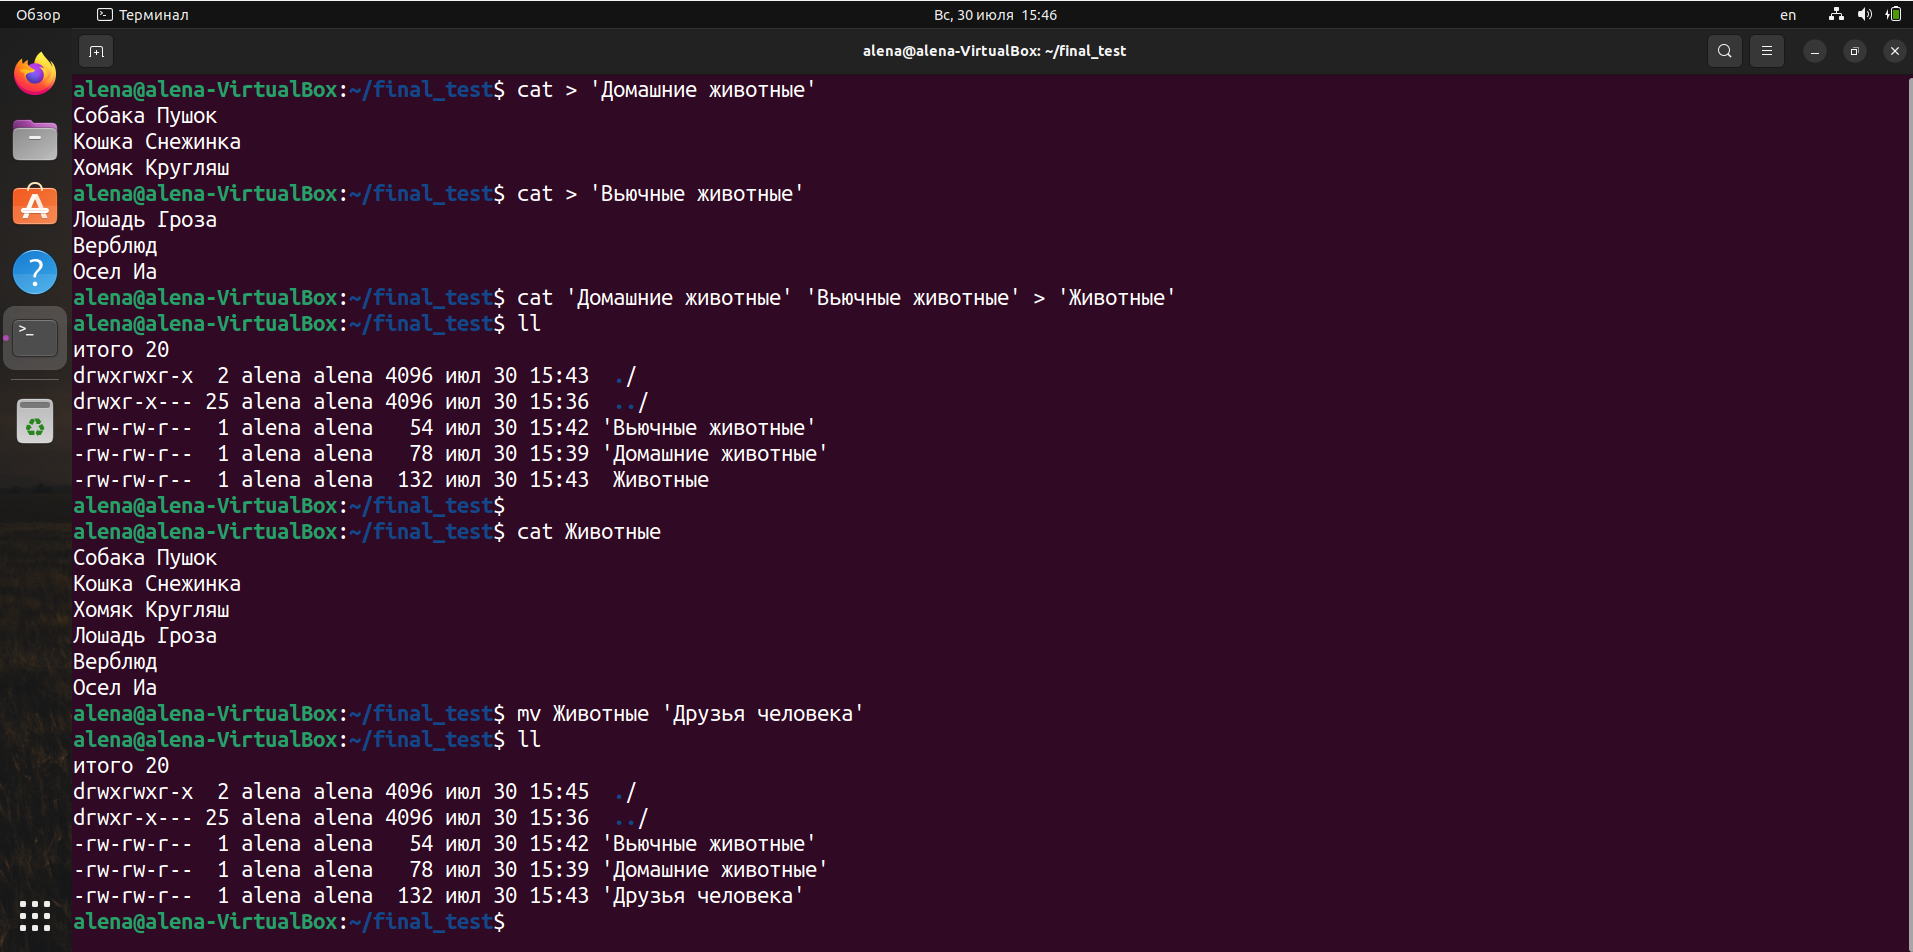 Обзор Терминал Вс, 30 июля 15:46 en
alena@alena-VirtualBox: ~/final_test
alena@alena-VirtualBox:~/final_test$ cat > 'Домашние животные'
Собака Пушок
Кошка Снежинка
Хомяк Кругляш
alena@alena-VirtualBox:~/final_test$ cat > 'Вьючные животные'
Лошадь Гроза
Верблюд
Осел Иа
alena@alena-VirtualBox:~/final_test$ cat 'Домашние животные' 'Вьючные животные' > 'Животные'
alena@alena-VirtualBox:~/final_test$ ll
итого 20
drwxrwxr-x  2 alena alena 4096 июл 30 15:43  ./
drwxr-x--- 25 alena alena 4096 июл 30 15:36  ../
-rw-rw-r--  1 alena alena   54 июл 30 15:42 'Вьючные животные'
-rw-rw-r--  1 alena alena   78 июл 30 15:39 'Домашние животные'
-rw-rw-r--  1 alena alena  132 июл 30 15:43  Животные
alena@alena-VirtualBox:~/final_test$
alena@alena-VirtualBox:~/final_test$ cat Животные
Собака Пушок
Кошка Снежинка
Хомяк Кругляш
Лошадь Гроза
Верблюд
Осел Иа
alena@alena-VirtualBox:~/final_test$ mv Животные 'Друзья человека'
alena@alena-VirtualBox:~/final_test$ ll
итого 20
drwxrwxr-x  2 alena alena 4096 июл 30 15:45  ./
drwxr-x--- 25 alena alena 4096 июл 30 15:36  ../
-rw-rw-r--  1 alena alena   54 июл 30 15:42 'Вьючные животные'
-rw-rw-r--  1 alena alena   78 июл 30 15:39 'Домашние животные'
-rw-rw-r--  1 alena alena  132 июл 30 15:43 'Друзья человека'
alena@alena-VirtualBox:~/final_test$